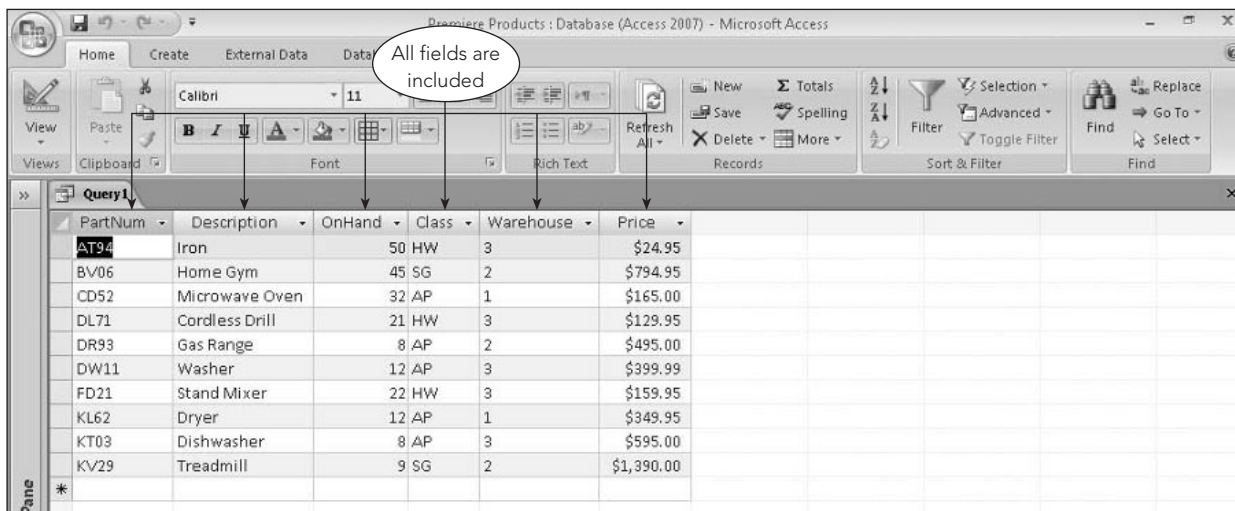 Premiere Products : Database (Access 2007) - Microsoft Access
Home Create External Data
All fields are
included
Calibri 11
New Σ Totals Selection Replace
Save Spelling Advanced Go To
View Paste B I U A Refresh All Delete More Filter Toggle Filter Find Select
Views Clipboard Font Rich Text Records Sort & Filter Find
Query1
PartNum Description OnHand Class Warehouse Price
AT94 Iron 50 HW 3 $24.95
BV06 Home Gym 45 SG 2 $794.95
CD52 Microwave Oven 32 AP 1 $165.00
DL71 Cordless Drill 21 HW 3 $129.95
DR93 Gas Range 8 AP 2 $495.00
DW11 Washer 12 AP 3 $399.99
FD21 Stand Mixer 22 HW 3 $159.95
KL62 Dryer 12 AP 1 $349.95
KT03 Dishwasher 8 AP 3 $595.00
KV29 Treadmill 9 SG 2 $1,390.00
*
Pane